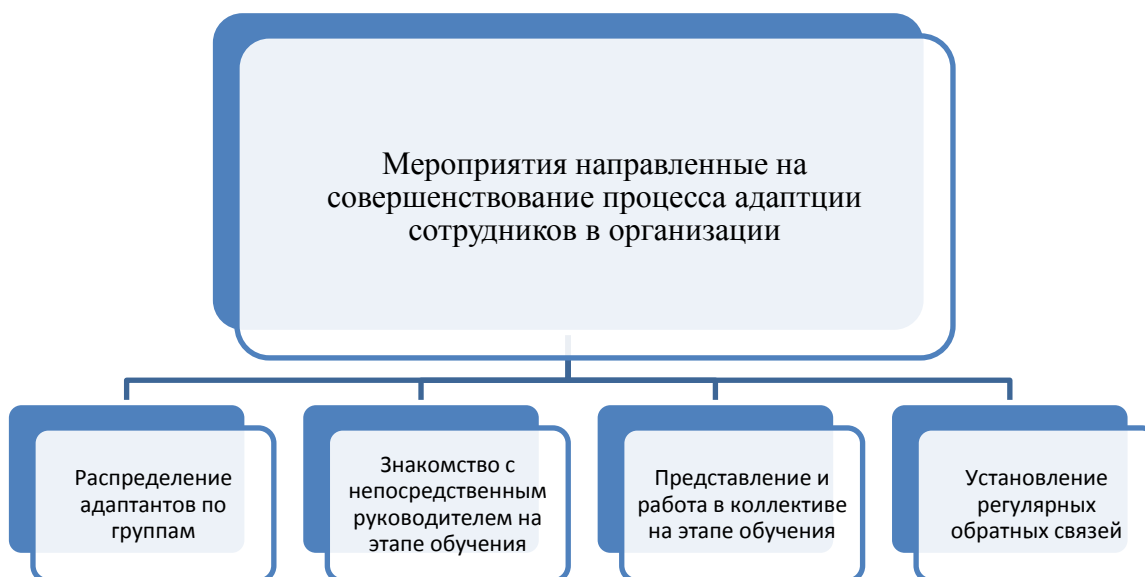 Мероприятия направленные на
совершенствование процесса адаптции
сотрудников в организации
Распределение
адаптантов по
группам
Знакомство с
непосредственным
руководителем на
этапе обучения
Представление и
работа в коллективе
на этапе обучения
Установление
регулярных
обратных связей